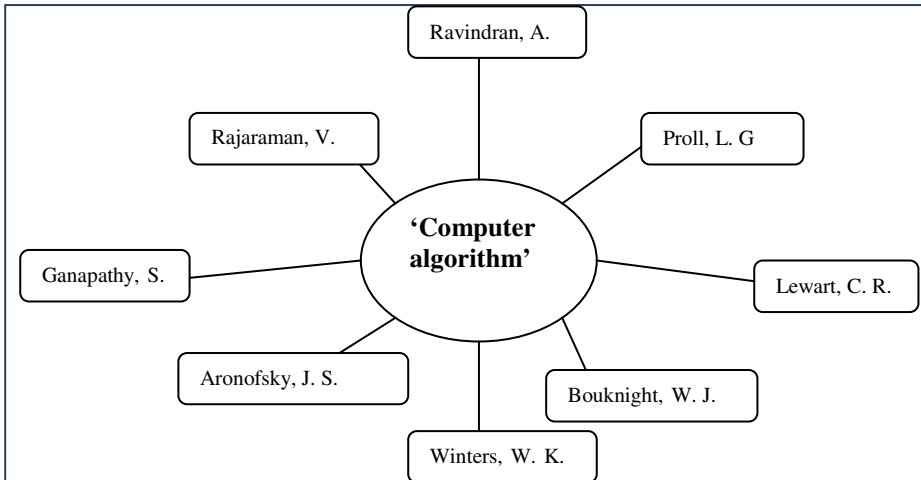 Ravindran, A.
Rajaraman, V.
Proll, L. G
‘Computer
algorithm’
Ganapathy, S.
Lewart, C. R.
Aronofsky, J. S.
Bouknight, W. J.
Winters, W. K.